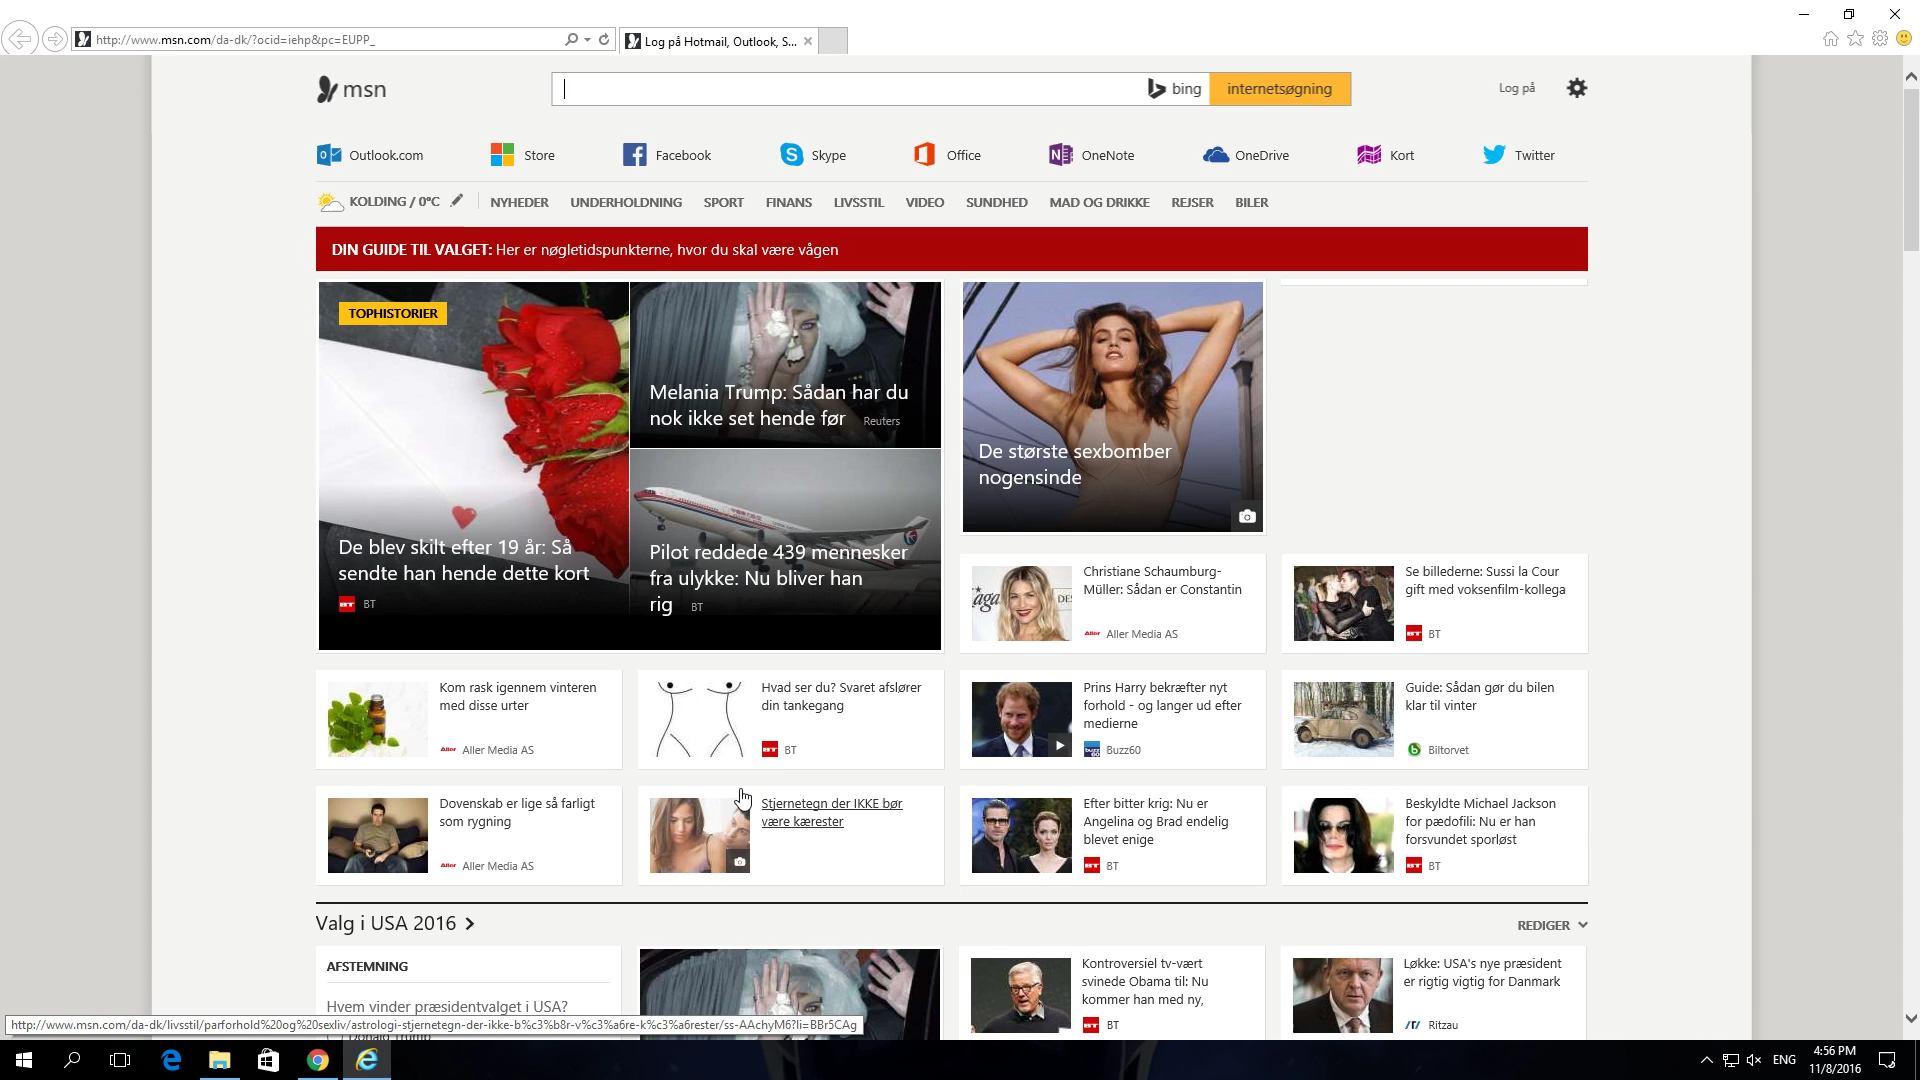 http://www.msn.com/da-dk/?ocid=iehp&pc=EUPP_
Log på Hotmail, Outlook, S...
msn
bing
internetsøgning
Log på
Outlook.com
Store
Facebook
Skype
Office
OneNote
OneDrive
Kort
Twitter
KOLDING / 0°C
NYHEDER
UNDERHOLDNING
SPORT
FINANS
LIVSSTIL
VIDEO
SUNDHED
MAD OG DRIKKE
REJSER
BILER
DIN GUIDE TIL VALGET: Her er nøgletidspunkterne, hvor du skal være vågen
TOPHISTORIER
De blev skilt efter 19 år: Så
sendte han hende dette kort
BT
Melania Trump: Sådan har du
nok ikke set hende før Reuters
Pilot reddede 439 mennesker
fra ulykke: Nu bliver han
rig BT
De største sexbomber
nogensinde
Christiane Schaumburg-
Müller: Sådan er Constantin
Aller Media AS
Se billederne: Sussi la Cour
gift med voksenfilm-kollega
BT
Kom rask igennem vinteren
med disse urter
Aller Media AS
Hvad ser du? Svaret afslører
din tankegang
BT
Prins Harry bekræfter nyt
forhold - og langer ud efter
medierne
Buzz60
Guide: Sådan gør du bilen
klar til vinter
Biltorvet
Dovenskab er lige så farligt
som rygning
Aller Media AS
Stjernetegn der IKKE bør
være kærester
Efter bitter krig: Nu er
Angelina og Brad endelig
blevet enige
BT
Beskyldte Michael Jackson
for pædofili: Nu er han
forsvundet sporløst
BT
Valg i USA 2016
REDIGER
AFSTEMNING
Hvem vinder præsidentvalget i USA?
Donald Trump
Kontroversiel tv-vært
svinede Obama til: Nu
kommer han med ny,
BT
Løkke: USA's nye præsident
er rigtig vigtig for Danmark
Ritzau
http://www.msn.com/da-dk/livsstil/parforhold%20og%20sexliv/astrologi-stjernetegn-der-ikke-b%c3%b8r-v%c3%a6re-k%c3%a6rester/ss-AAchyM6?li=BBr5CAg
ENG
4:56 PM
11/8/2016